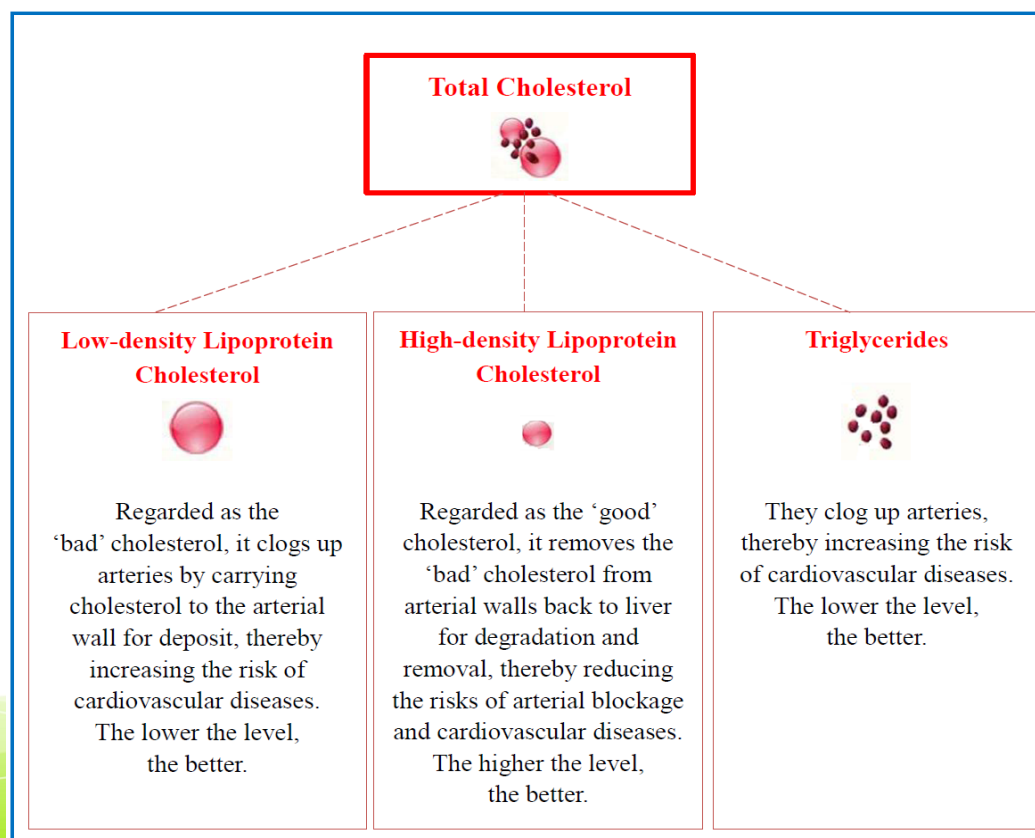 Total Cholesterol
Low-density Lipoprotein
Cholesterol
Regarded as the
‘bad’ cholesterol, it clogs up
arteries by carrying
cholesterol to the arterial
wall for deposit, thereby
increasing the risk of
cardiovascular diseases.
The lower the level,
the better.
High-density Lipoprotein
Cholesterol
Regarded as the ‘good’
cholesterol, it removes the
‘bad’ cholesterol from
arterial walls back to liver
for degradation and
removal, thereby reducing
the risks of arterial blockage
and cardiovascular diseases.
The higher the level,
the better.
Triglycerides
They clog up arteries,
thereby increasing the risk
of cardiovascular diseases.
The lower the level,
the better.